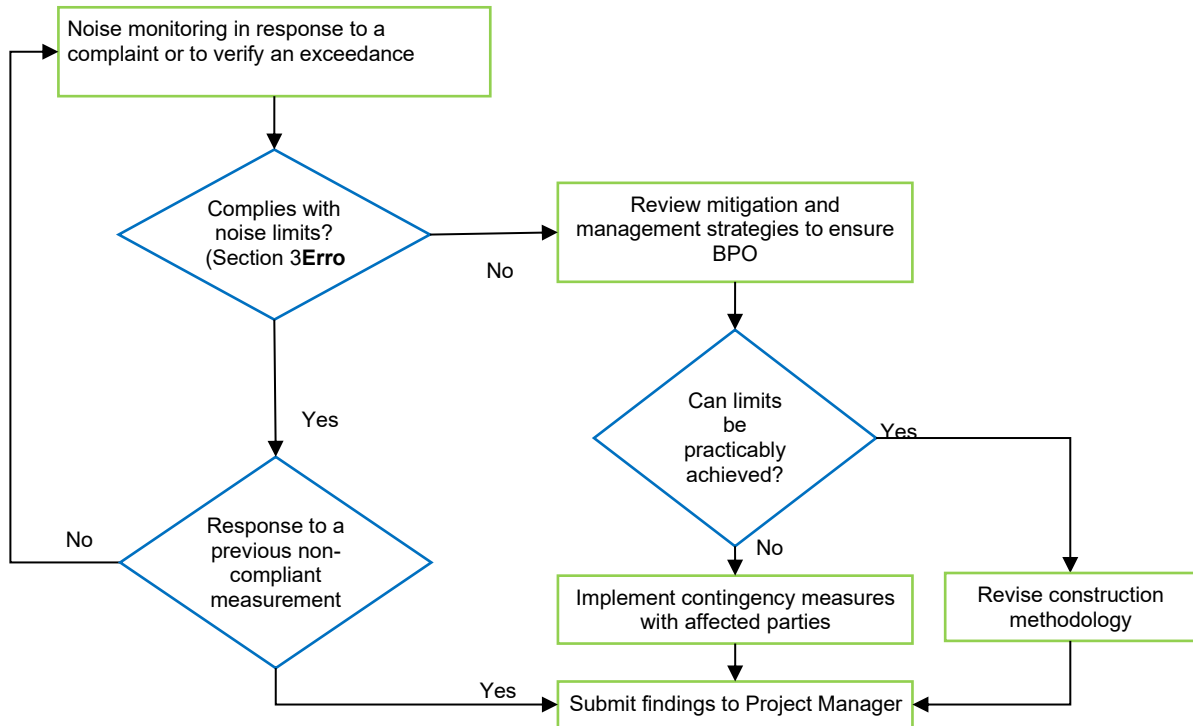 Noise monitoring in response to a
complaint or to verify an exceedance
Complies with
noise limits?
(Section 3Erro
No
Review mitigation and
management strategies to ensure
BPO
Yes
Can limits
be
practicably
achieved?
Yes
No
Response to a
previous non-
compliant
measurement
No
Implement contingency measures
with affected parties
Revise construction
methodology
Yes
Submit findings to Project Manager